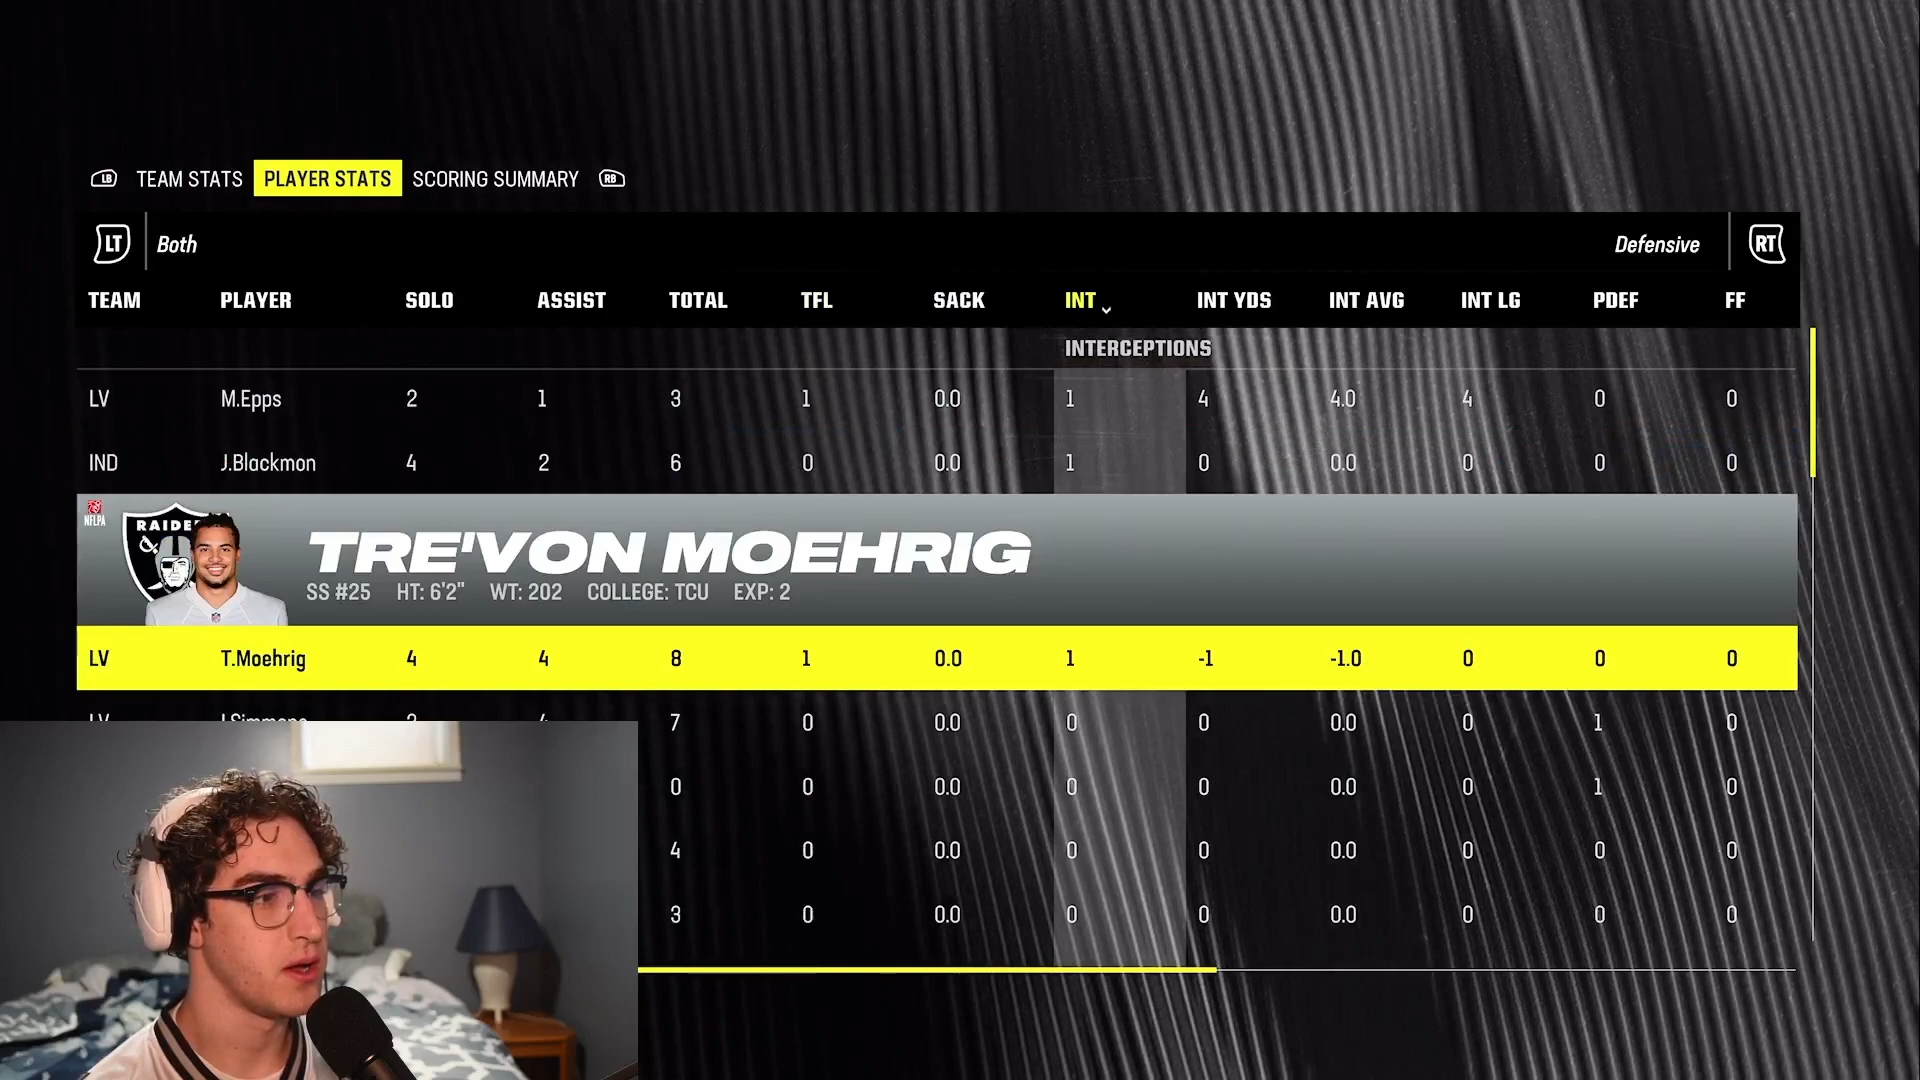 LB TEAM STATS PLAYER STATS SCORING SUMMARY RB
LT Both Defensive RT
TEAM PLAYER SOLO ASSIST TOTAL TFL SACK INT INT YDS INT AVG INT LG PDEF FF
INTERCEPTIONS
LV M.Epps 2 1 3 1 0.0 1 4 4.0 4 0 0
IND J.Blackmon 4 2 6 0 0.0 1 0 0.0 0 0 0
NFLPA
RAIDE
TRE'VON MOEHRIG
SS #25 HT: 6'2" WT: 202 COLLEGE: TCU EXP: 2
LV T.Moehrig 4 4 8 1 0.0 1 -1 -1.0 0 0 0
7 0 0.0 0 0 0.0 0 1 0
0 0 0.0 0 0 0.0 0 1 0
4 0 0.0 0 0 0.0 0 0 0
3 0 0.0 0 0 0.0 0 0 0